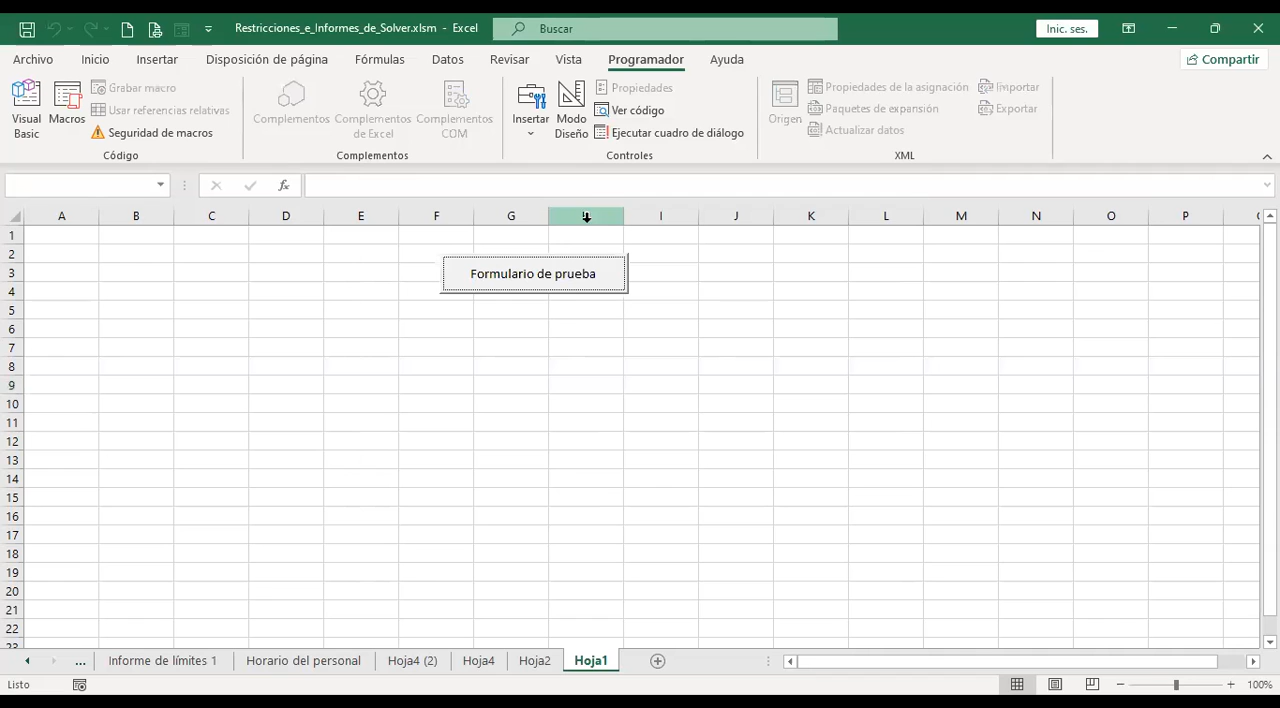 Restricciones_e_Informes_de_Solver.xlsm - Excel
Buscar
Inic. ses.
Archivo Inicio Insertar Disposición de página Fórmulas Datos Revisar Vista Programador Ayuda Compartir
Visual Basic
Macros
Grabar macro
Usar referencias relativas
Seguridad de macros
Código
Complementos
Complementos de Excel
Complementos COM
Complementos
Insertar
Modo Diseño
Propiedades
Ver código
Ejecutar cuadro de diálogo
Controles
Origen
Propiedades de la asignación
Paquetes de expansión
Actualizar datos
Importar
Exportar
XML
fx
A B C D E F G I J K L M N O P
1
2
3
4
5
6
7
8
9
10
11
12
13
14
15
16
17
18
19
20
21
22
23
Formulario de prueba
... Informe de límites 1 Horario del personal Hoja4 (2) Hoja4 Hoja2 Hoja1
Listo
100%